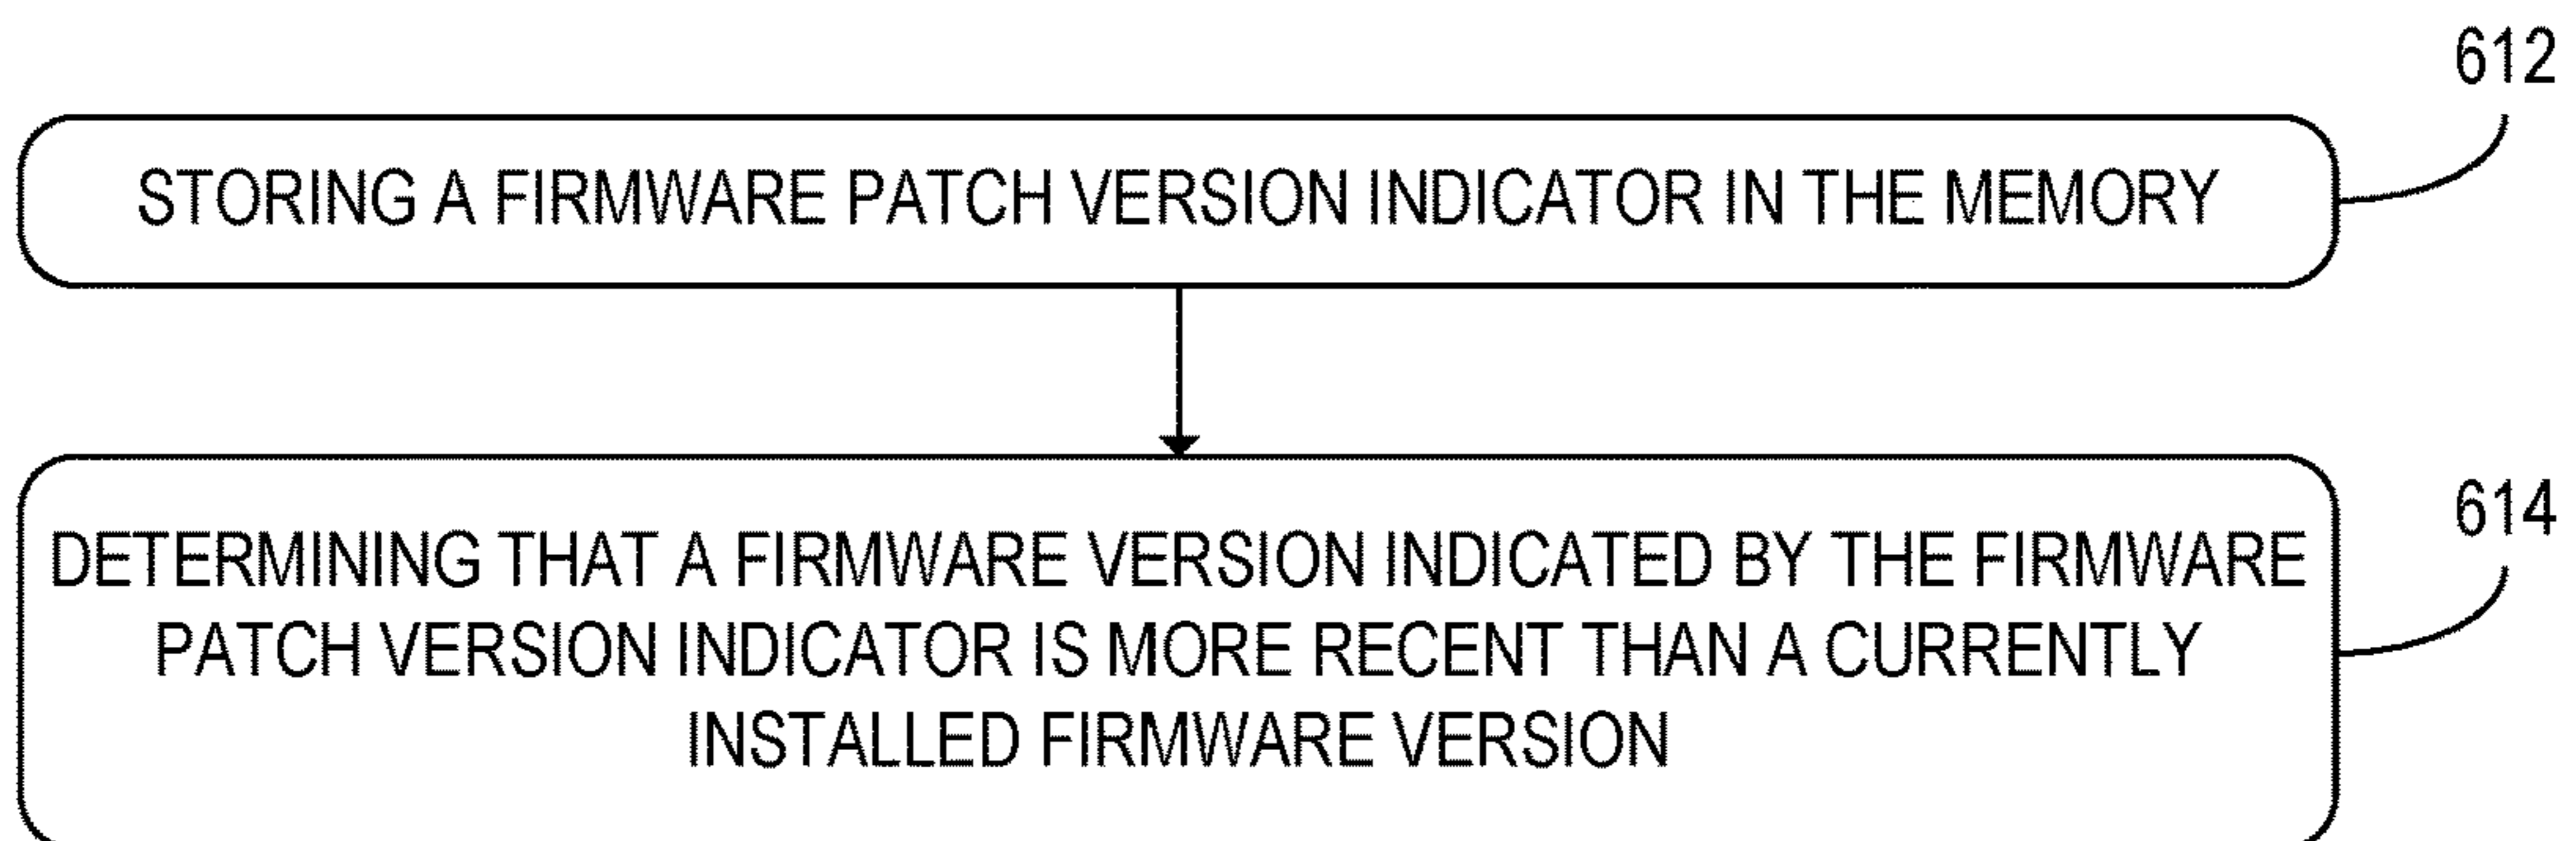 612
STORING A FIRMWARE PATCH VERSION INDICATOR IN THE MEMORY
614
DETERMINING THAT A FIRMWARE VERSION INDICATED BY THE FIRMWARE
PATCH VERSION INDICATOR IS MORE RECENT THAN A CURRENTLY
INSTALLED FIRMWARE VERSION